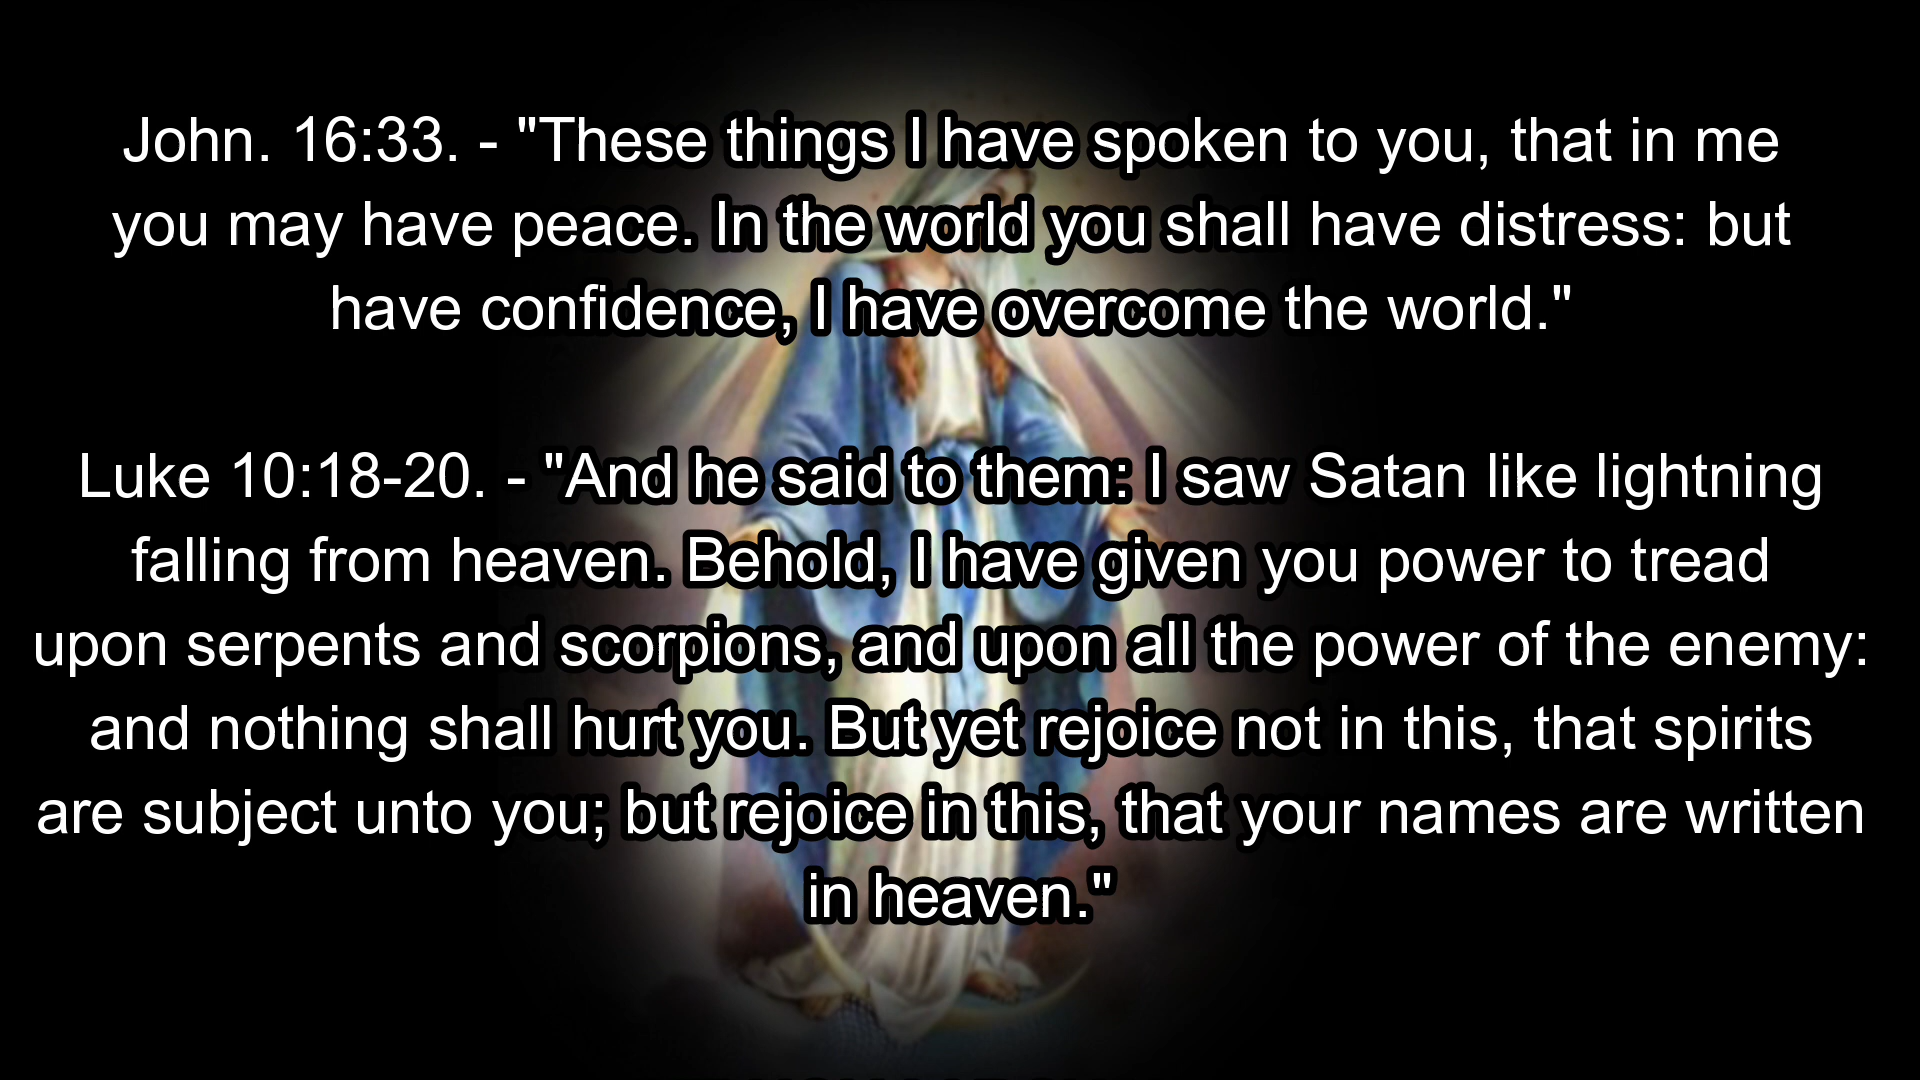 John. 16:33. - "These things I have spoken to you, that in me
you may have peace. In the world you shall have distress: but
have confidence, I have overcome the world."
Luke 10:18-20. - "And he said to them: I saw Satan like lightning
falling from heaven. Behold, I have given you power to tread
upon serpents and scorpions, and upon all the power of the enemy:
and nothing shall hurt you. But yet rejoice not in this, that spirits
are subject unto you; but rejoice in this, that your names are written
in heaven."